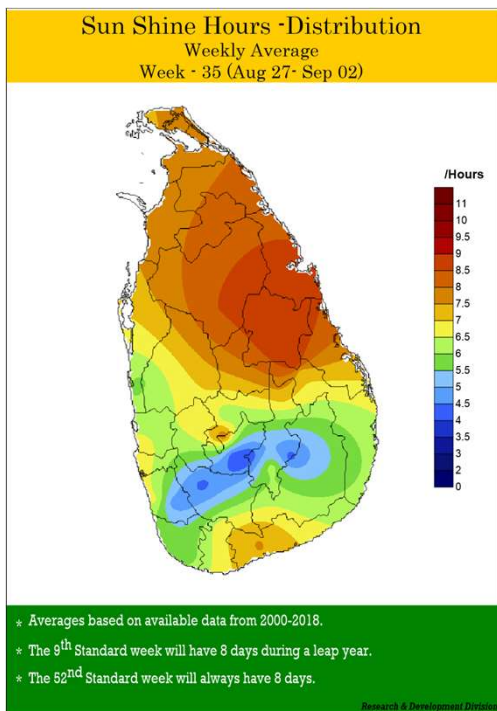 Sun Shine Hours -Distribution
Weekly Average
Week - 35 (Aug 27- Sep 02)
/Hours
11
10
9.5
9
8.5
8
7.5
7
6.5
6
5.5
5
4.5
4
3.5
3
2
0
* Averages based on available data from 2000-2018.
* The 9th Standard week will have 8 days during a leap year.
* The 52nd Standard week will always have 8 days.
Research & Development Division